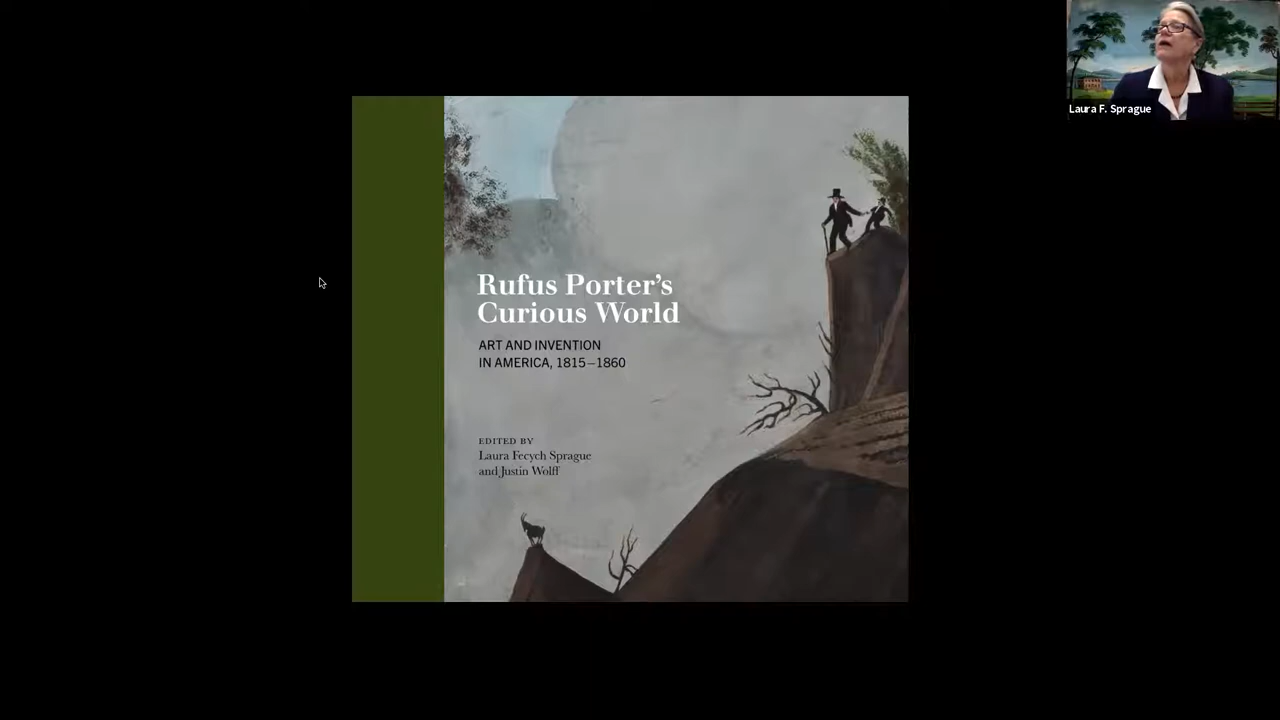 Laura F. Sprague
Rufus Porter's
Curious World
ART AND INVENTION
IN AMERICA, 1815–1860
EDITED BY
Laura Fecych Sprague
and Justin Wolff